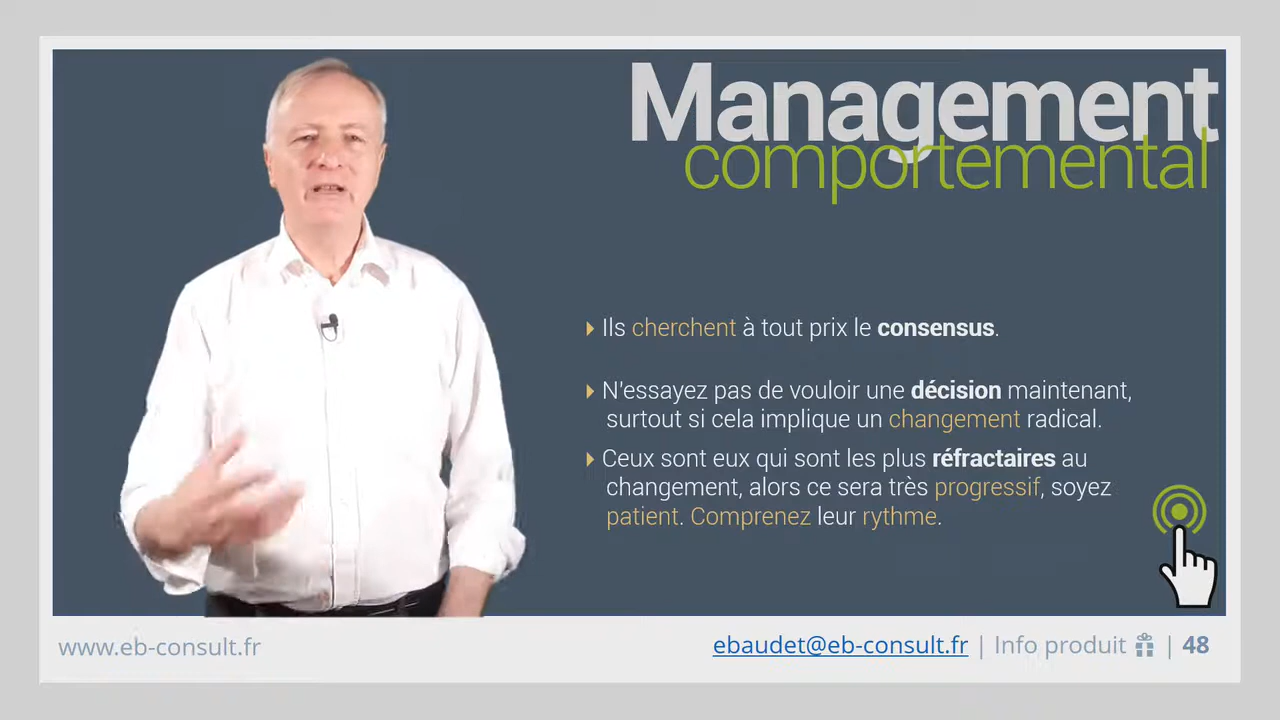 Management
comportemental
Ils cherchent à tout prix le consensus.
N'essayez pas de vouloir une décision maintenant,
surtout si cela implique un changement radical.
Ceux sont eux qui sont les plus réfractaires au
changement, alors ce sera très progressif, soyez
patient. Comprenez leur rythme.
www.eb-consult.fr
ebaudet@eb-consult.fr | Info produit | 48